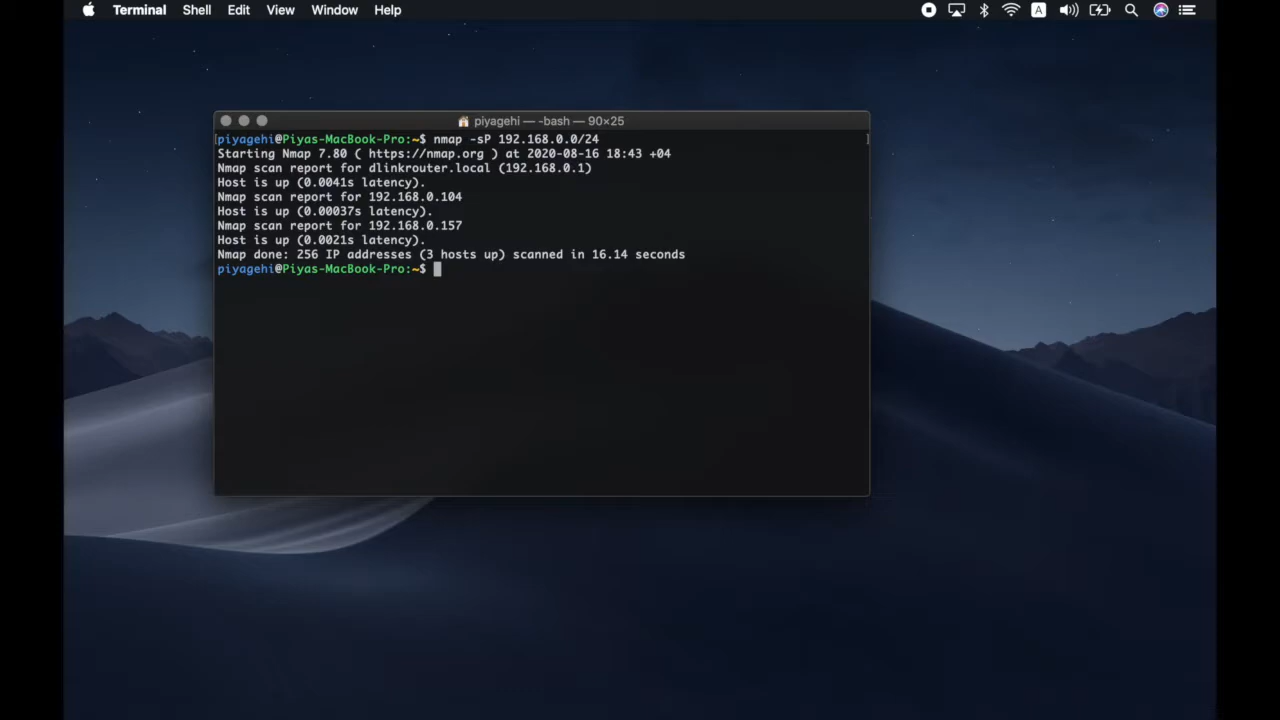 Terminal Shell Edit View Window Help A
piyagehi — -bash — 90×25
piyagehi@Piyas-MacBook-Pro:~$ nmap -sP 192.168.0.0/24
Starting Nmap 7.80 ( https://nmap.org ) at 2020-08-16 18:43 +04
Nmap scan report for dlinkrouter.local (192.168.0.1)
Host is up (0.0041s latency).
Nmap scan report for 192.168.0.104
Host is up (0.00037s latency).
Nmap scan report for 192.168.0.157
Host is up (0.0021s latency).
Nmap done: 256 IP addresses (3 hosts up) scanned in 16.14 seconds
piyagehi@Piyas-MacBook-Pro:~$